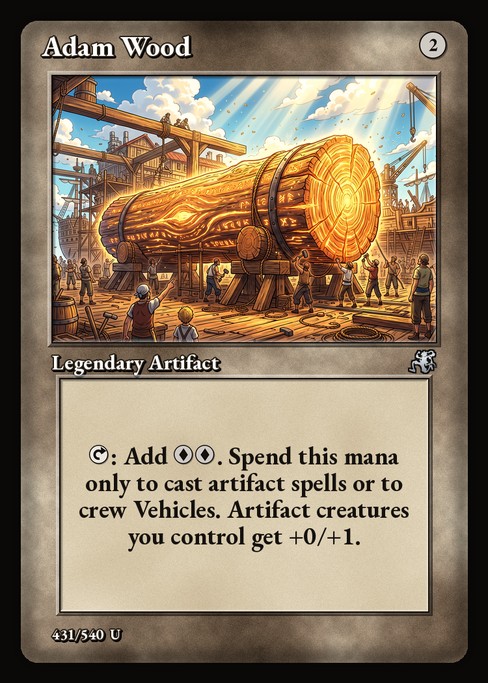 Adam Wood 2
Legendary Artifact
: Add . Spend this mana
only to cast artifact spells or to
crew Vehicles. Artifact creatures
you control get +0/+1.
431/540 U